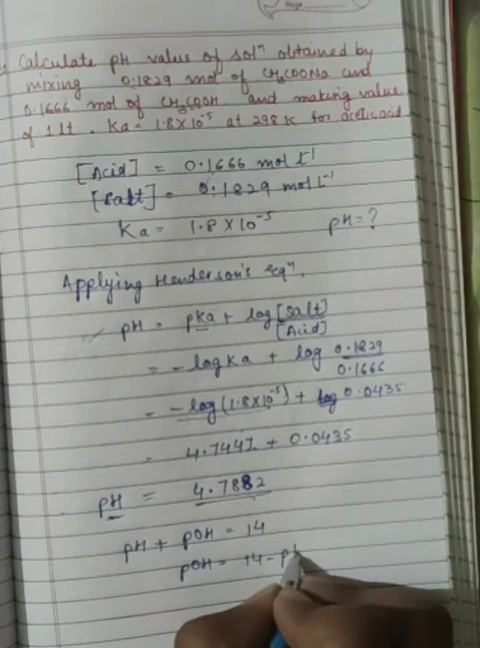 Page
Calculate pH value of solⁿ obtained by
mixing 0.1829 mol of CH₃COONa and
0.1666 mol of CH₃COOH and making value
of 1 lt. Ka = 1.8×10⁻⁵ at 298 K for acetic acid
[Acid] = 0.1666 mol L⁻¹
[Salt] = 0.1829 mol L⁻¹
Ka = 1.8×10⁻⁵ pH=?
Applying Henderson's eqⁿ,
pH = pKa + log [Salt]
[Acid]
= -logKa + log 0.1829
0.1666
= -log(1.8×10⁻⁵) + log 0.0435
= 4.7447 + 0.0435
pH = 4.7882
pH + pOH = 14
pOH = 14 - p